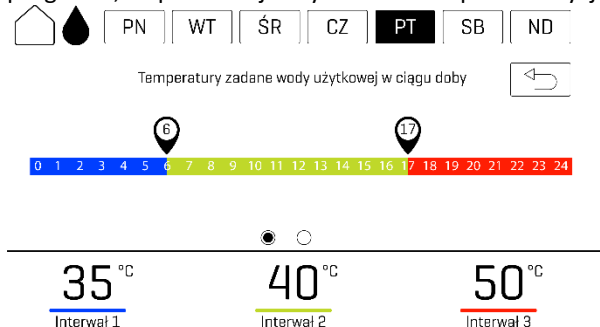 PN WT ŚR CZ PT SB ND
Temperatury zadane wody użytkowej w ciągu doby
6 17
0 1 2 3 4 5 6 7 8 9 10 11 12 13 14 15 16 17 18 19 20 21 22 23 24
35 °C 40 °C 50 °C
Interwał 1 Interwał 2 Interwał 3